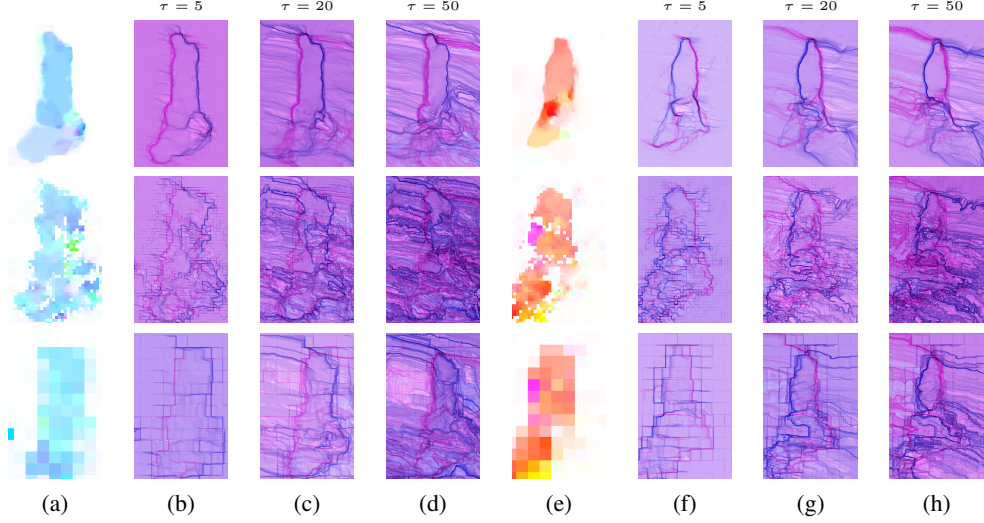 τ = 5 τ = 20 τ = 50 τ = 5 τ = 20 τ = 50
(a) (b) (c) (d) (e) (f) (g) (h)